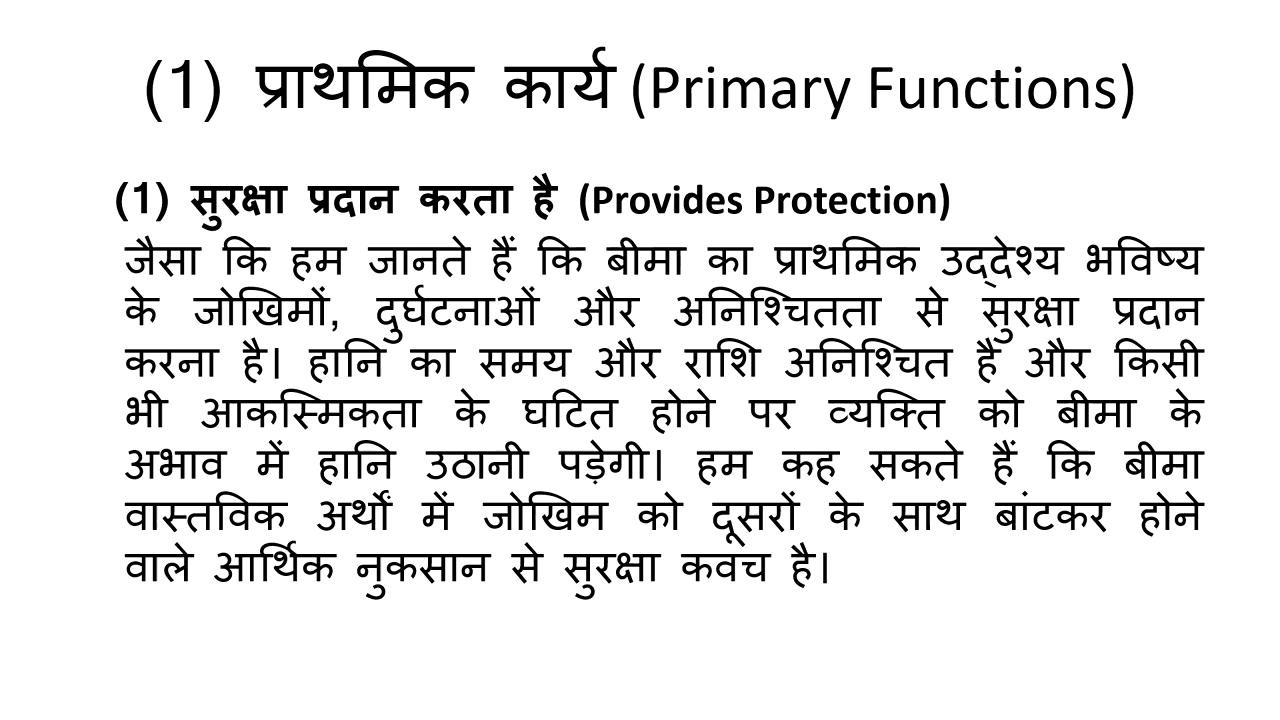 (1) प्राथमिक कार्य (Primary Functions)
(1) सुरक्षा प्रदान करता है (Provides Protection)
जैसा कि हम जानते हैं कि बीमा का प्राथमिक उद्देश्य भविष्य
के जोखिमों, दुर्घटनाओं और अनिश्चितता से सुरक्षा प्रदान
करना है। हानि का समय और राशि अनिश्चित है और किसी
भी आकस्मिकता के घटित होने पर व्यक्ति को बीमा के
अभाव में हानि उठानी पड़ेगी। हम कह सकते हैं कि बीमा
वास्तविक अर्थों में जोखिम को दूसरों के साथ बांटकर होने
वाले आर्थिक नुकसान से सुरक्षा कवच है।